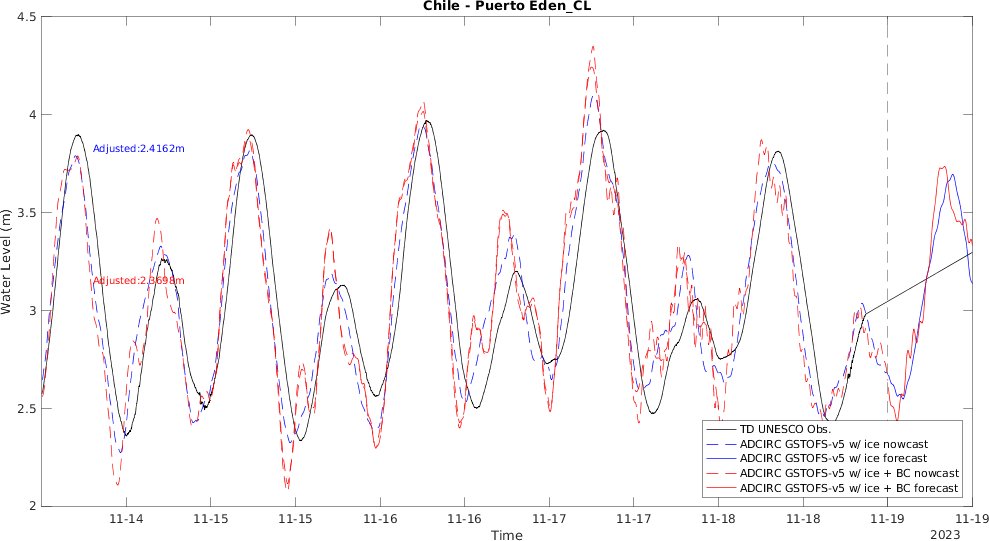 Chile - Puerto Eden_CL
4.5
4
3.5
3
2.5
2
Water Level (m)
Adjusted:2.4162m
Adjusted:2.3698m
TD UNESCO Obs.
ADCIRC GSTOFS-v5 w/ ice nowcast
ADCIRC GSTOFS-v5 w/ ice forecast
ADCIRC GSTOFS-v5 w/ ice + BC nowcast
ADCIRC GSTOFS-v5 w/ ice + BC forecast
11-14 11-15 11-15 11-16 11-16 11-17 11-17 11-18 11-18 11-19 11-19
Time
2023